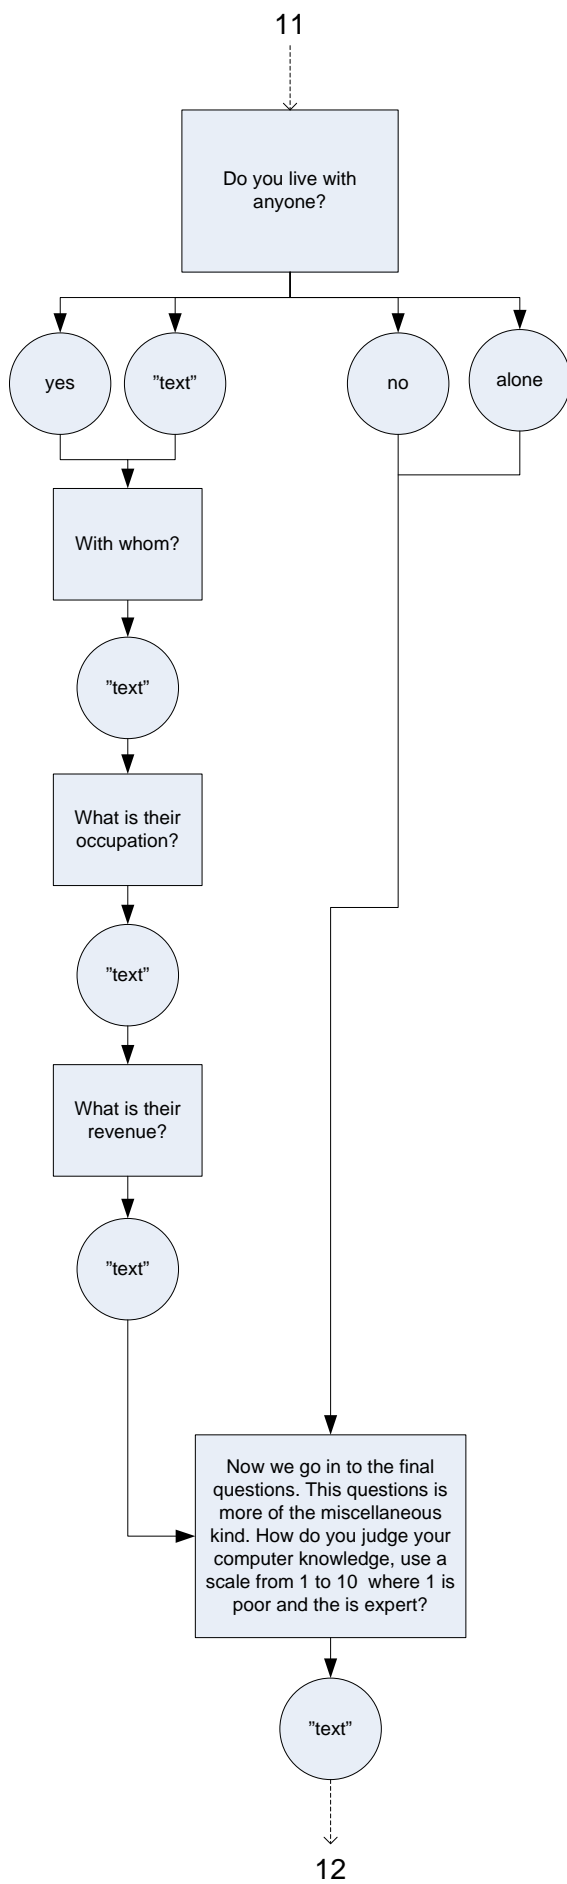 11
Do you live with
anyone?
yes
”text”
no
alone
With whom?
”text”
What is their
occupation?
”text”
What is their
revenue?
”text”
Now we go in to the final
questions. This questions is
more of the miscellaneous
kind. How do you judge your
computer knowledge, use a
scale from 1 to 10  where 1 is
poor and the is expert?
”text”
12